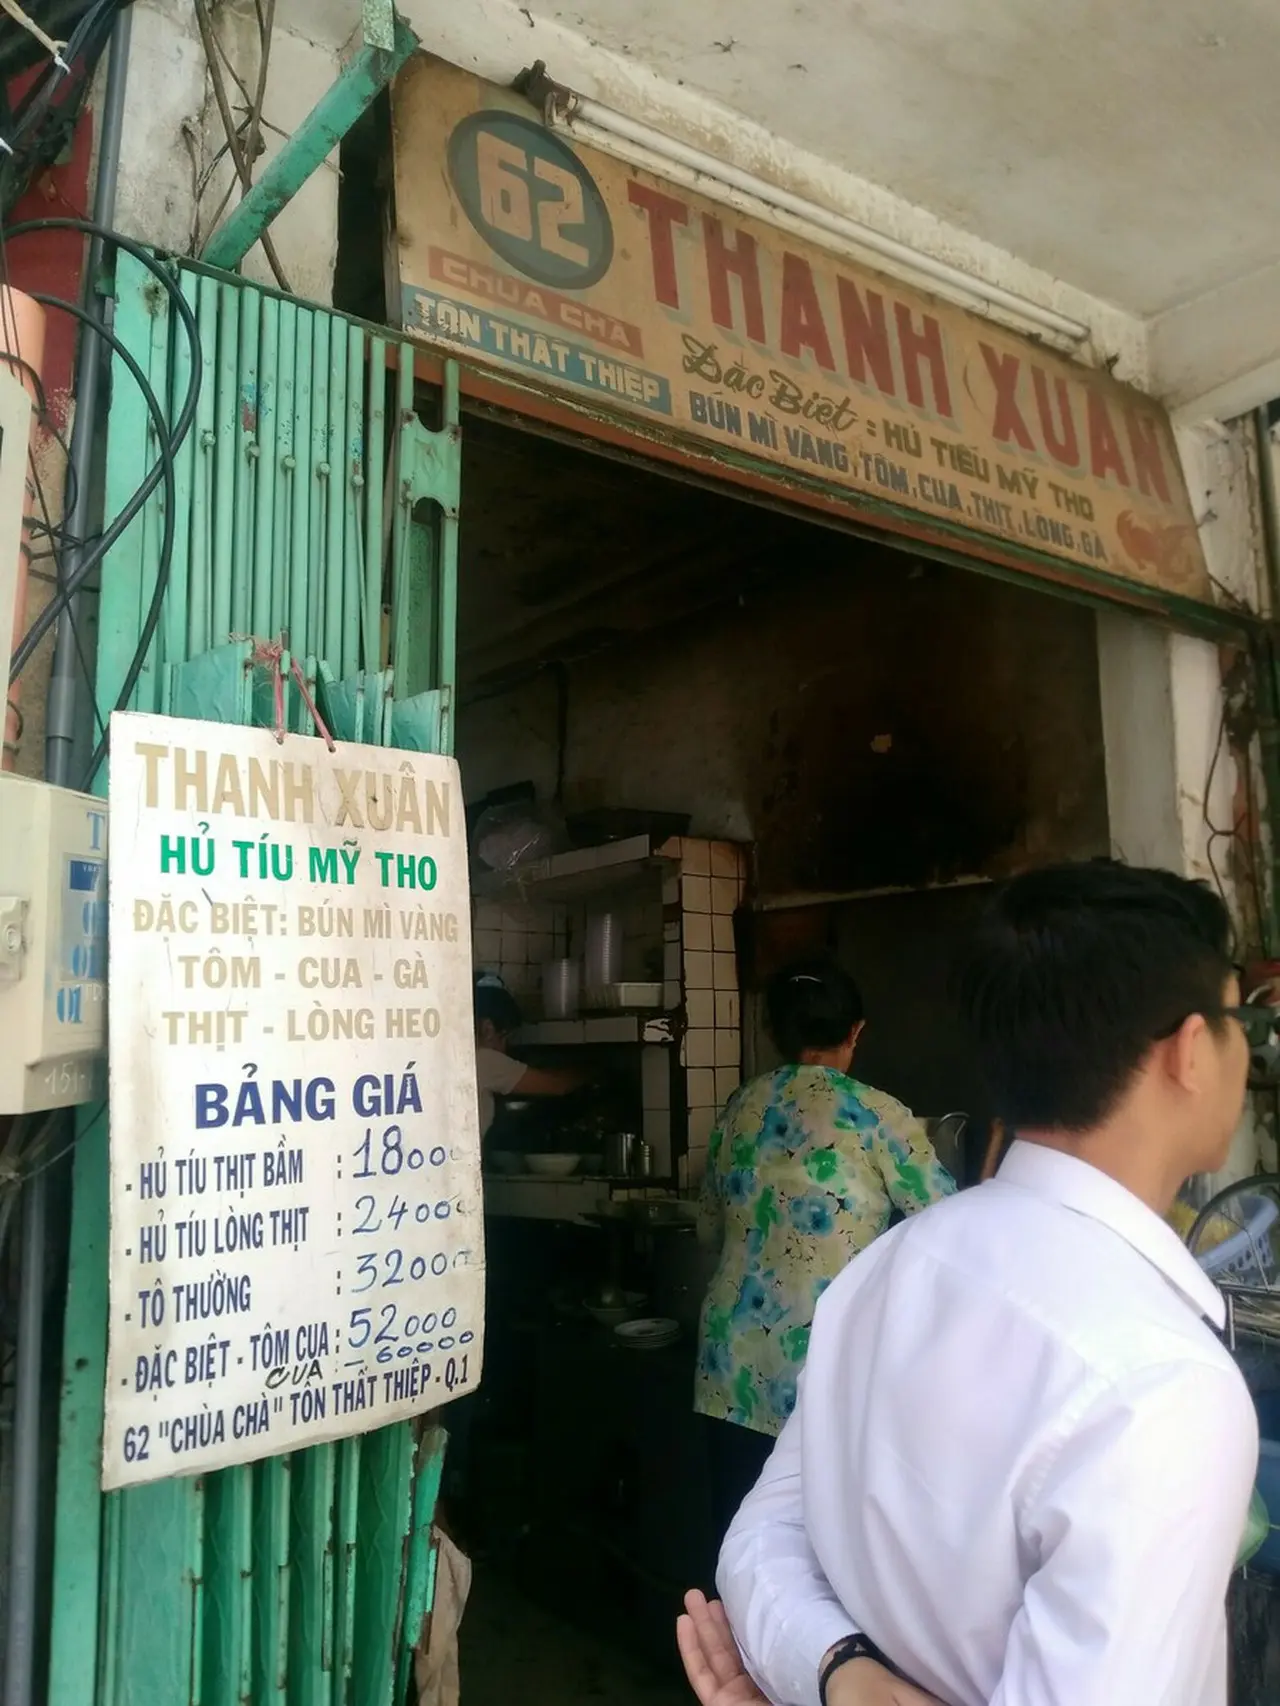 62
CHÙA CHÀ
TÔN THẤT THIỆP
THANH XUÂN
Đặc Biệt : HỦ TIẾU MỸ THO
BÚN MÌ VÀNG, TÔM, CUA, THỊT, LÒNG, GÀ
THANH XUÂN
HỦ TÍU MỸ THO
ĐẶC BIỆT: BÚN MÌ VÀNG
TÔM - CUA - GÀ
THỊT - LÒNG HEO
BẢNG GIÁ
- HỦ TÍU THỊT BẦM : 18000
- HỦ TÍU LÒNG THỊT : 24000
- TÔ THƯỜNG : 32000
- ĐẶC BIỆT - TÔM CUA : 52000
CUA - 60000
62 "CHÙA CHÀ" TÔN THẤT THIỆP - Q.1